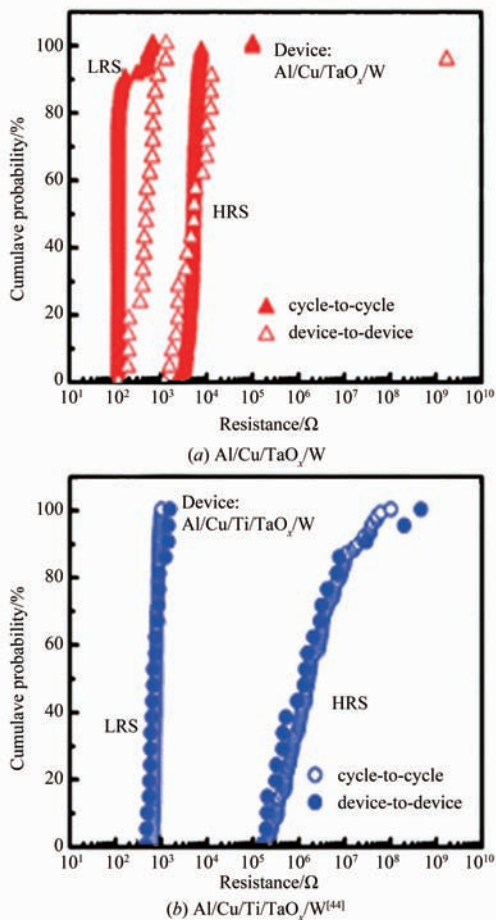 100
80
60
40
20
0
Cumulave probability/%
LRS
Device:
Al/Cu/TaOₓ/W
HRS
cycle-to-cycle
device-to-device
10¹ 10² 10³ 10⁴ 10⁵ 10⁶ 10⁷ 10⁸ 10⁹ 10¹⁰
Resistance/Ω
(a) Al/Cu/TaOₓ/W
100
80
60
40
20
0
Cumulave probability/%
Device:
Al/Cu/Ti/TaOₓ/W
LRS
HRS
cycle-to-cycle
device-to-device
10¹ 10² 10³ 10⁴ 10⁵ 10⁶ 10⁷ 10⁸ 10⁹ 10¹⁰
Resistance/Ω
(b) Al/Cu/Ti/TaOₓ/W[44]